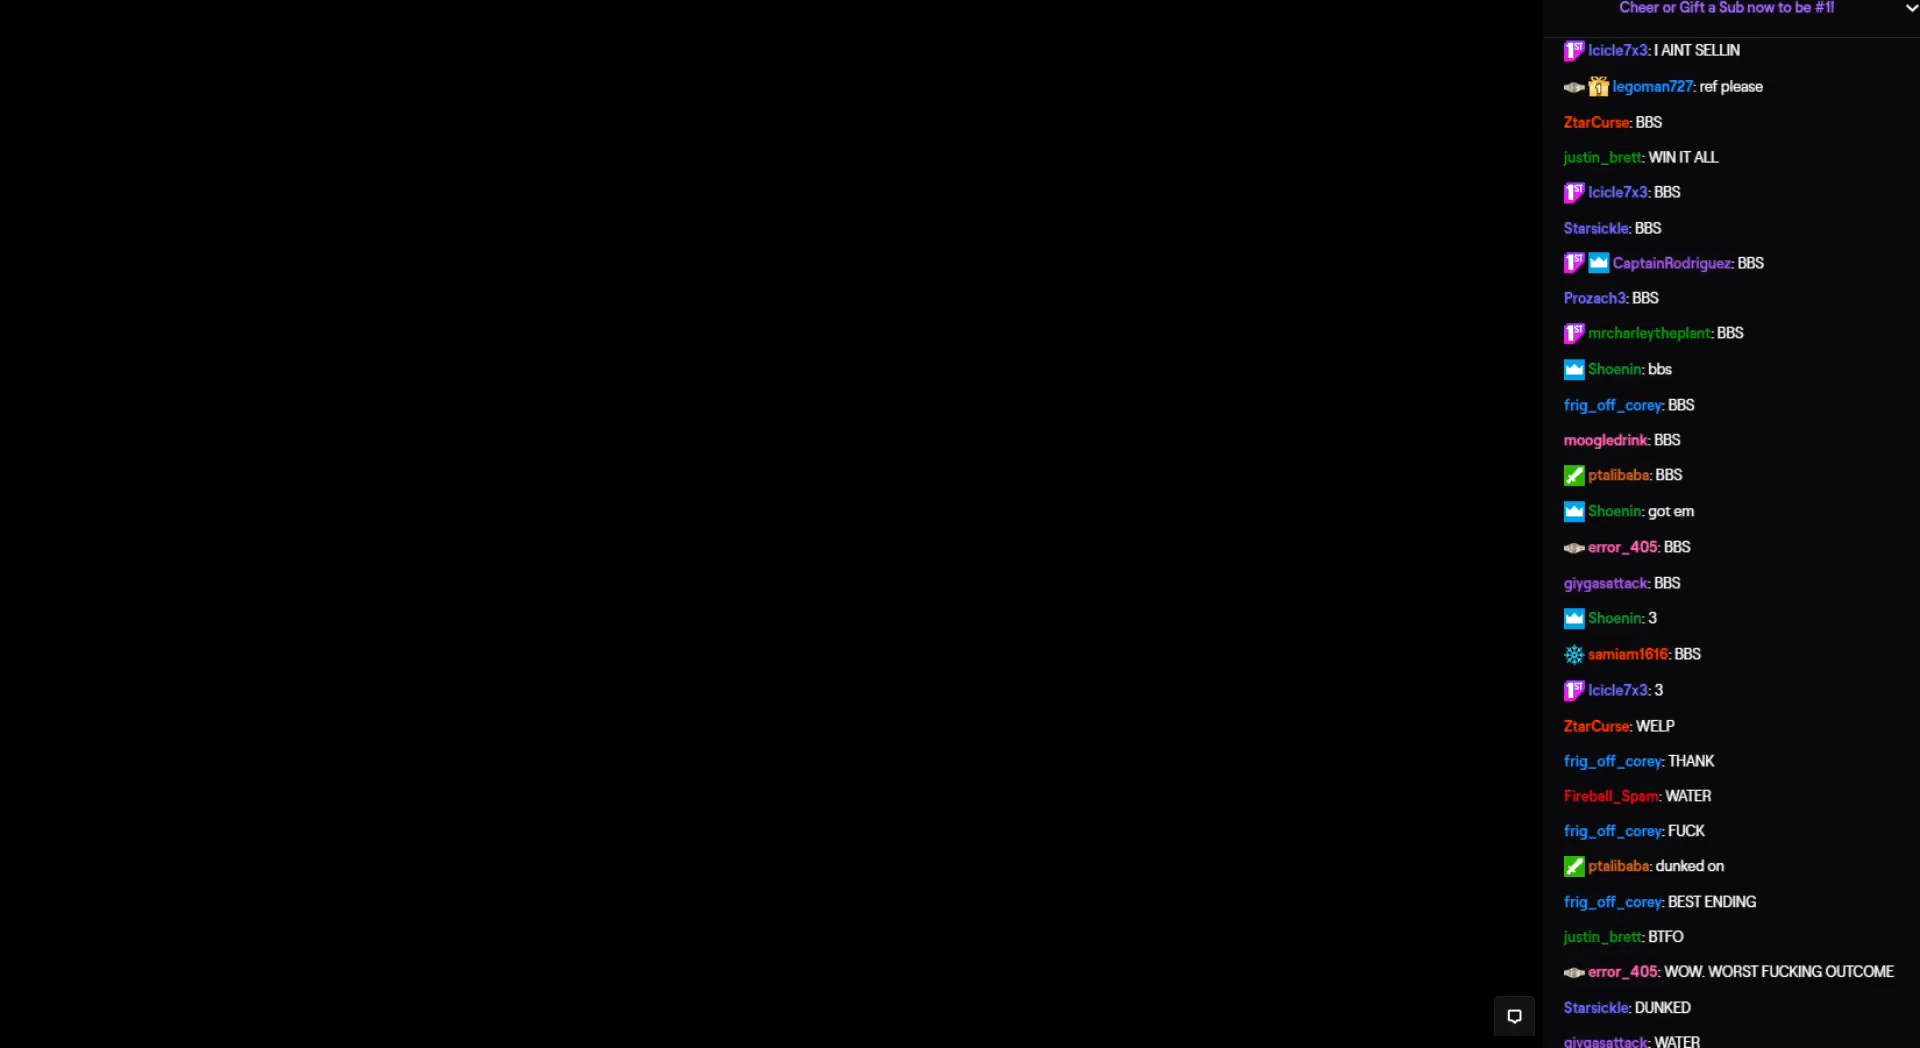 Cheer or Gift a Sub now to be #1!
Icicle7x3: I AINT SELLIN
legoman727: ref please
ZtarCurse: BBS
justin_brett: WIN IT ALL
Icicle7x3: BBS
Starsickle: BBS
CaptainRodriguez: BBS
Prozach3: BBS
mrcharleytheplant: BBS
Shoenin: bbs
frig_off_corey: BBS
moogledrink: BBS
ptalibaba: BBS
Shoenin: got em
error_405: BBS
giygasattack: BBS
Shoenin: 3
samiam1616: BBS
Icicle7x3: 3
ZtarCurse: WELP
frig_off_corey: THANK
Fireball_Spam: WATER
frig_off_corey: FUCK
ptalibaba: dunked on
frig_off_corey: BEST ENDING
justin_brett: BTFO
error_405: WOW. WORST FUCKING OUTCOME
Starsickle: DUNKED
giygasattack: WATER